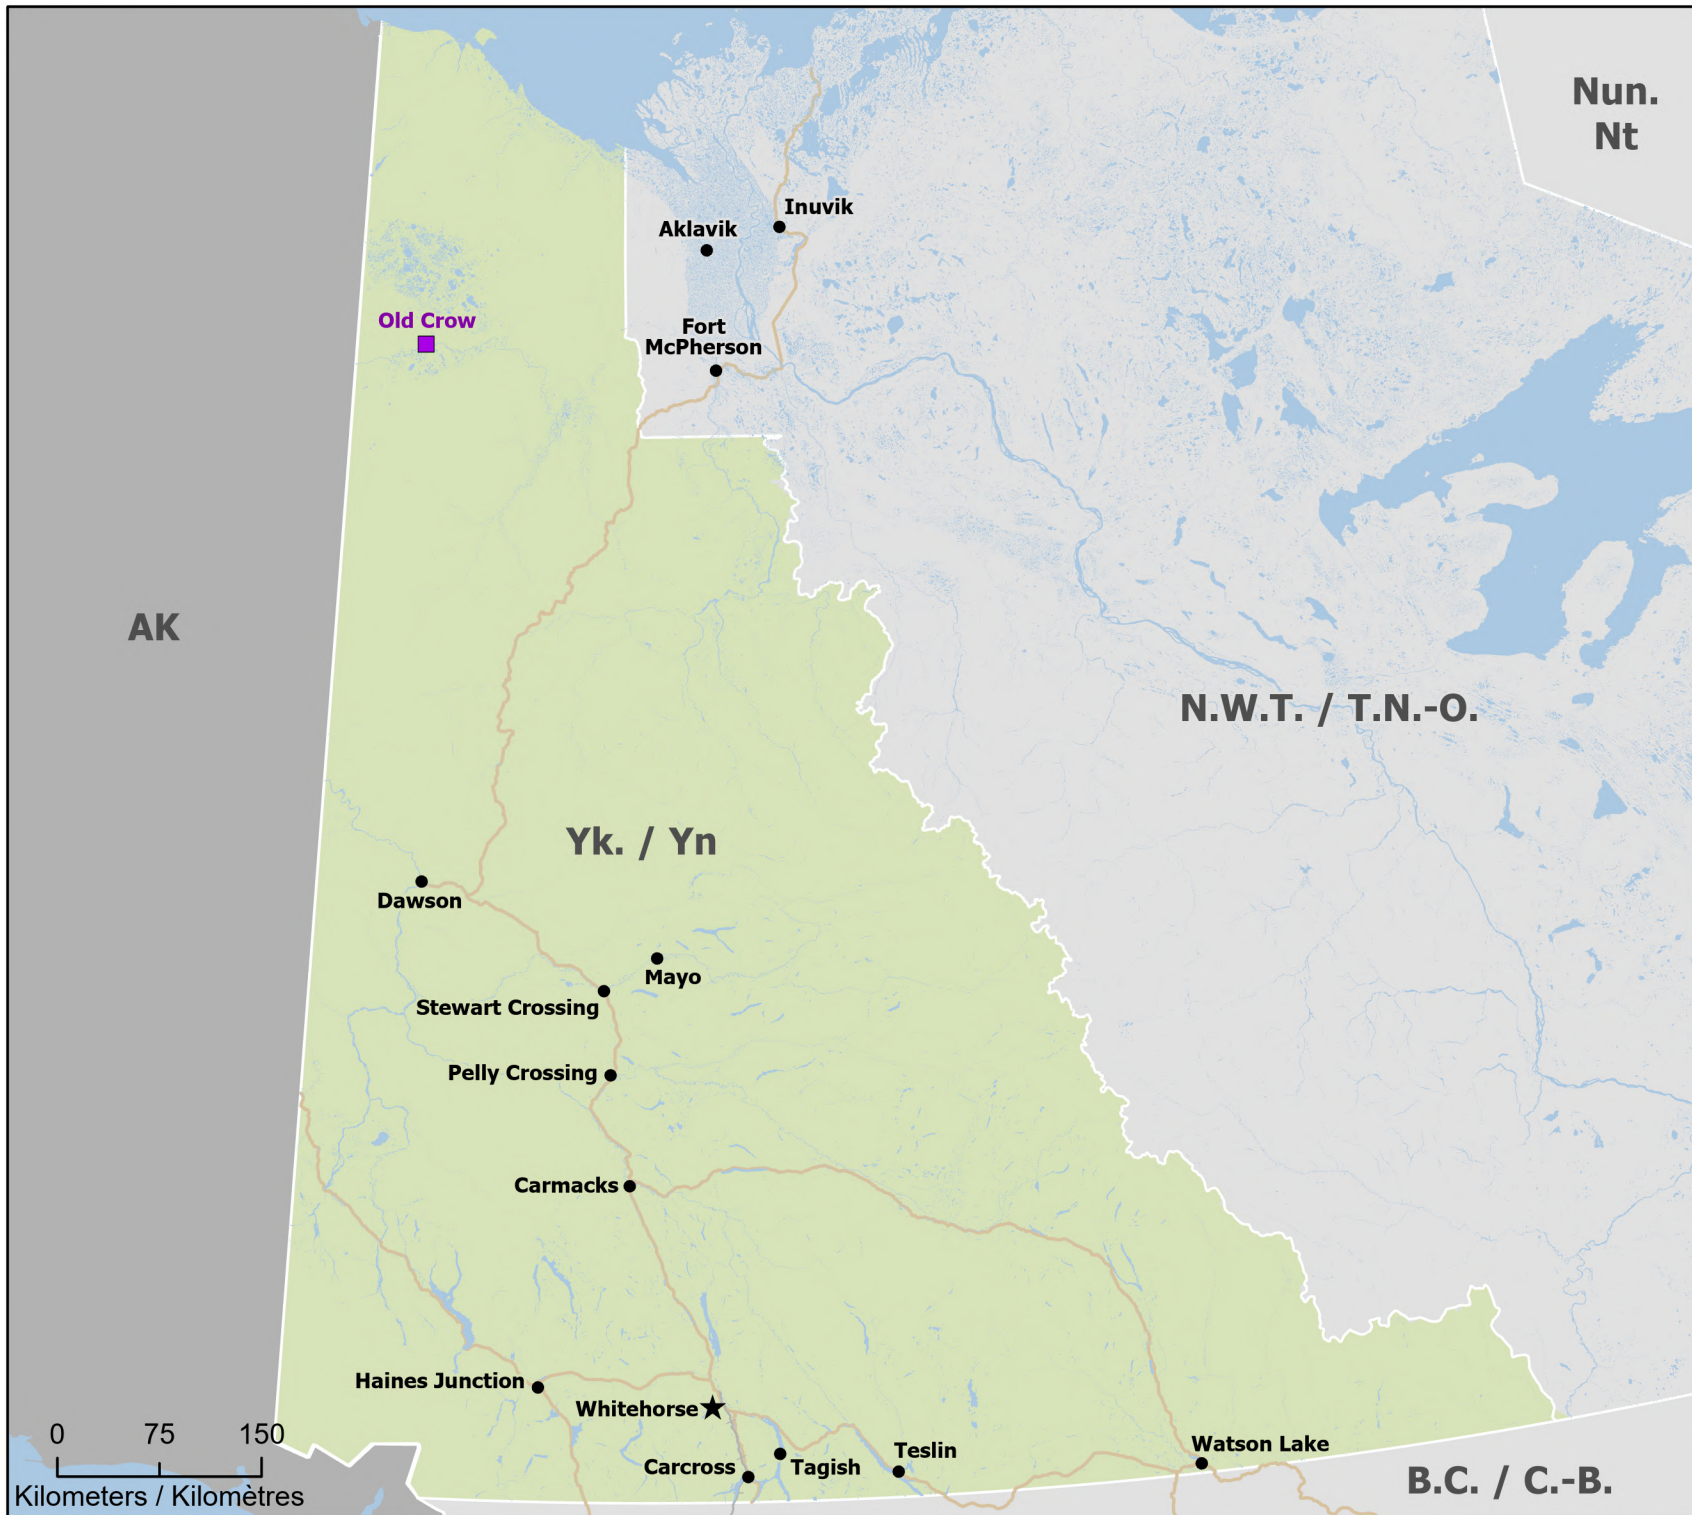 Nun.
Nt
Inuvik
Aklavik
Old Crow
Fort
McPherson
AK
N.W.T. / T.N.-O.
Yk. / Yn
Dawson
Mayo
Stewart Crossing
Pelly Crossing
Carmacks
Haines Junction
Whitehorse
0 75 150
Kilometers / Kilomètres
Carcross
Tagish
Teslin
Watson Lake
B.C. / C.-B.